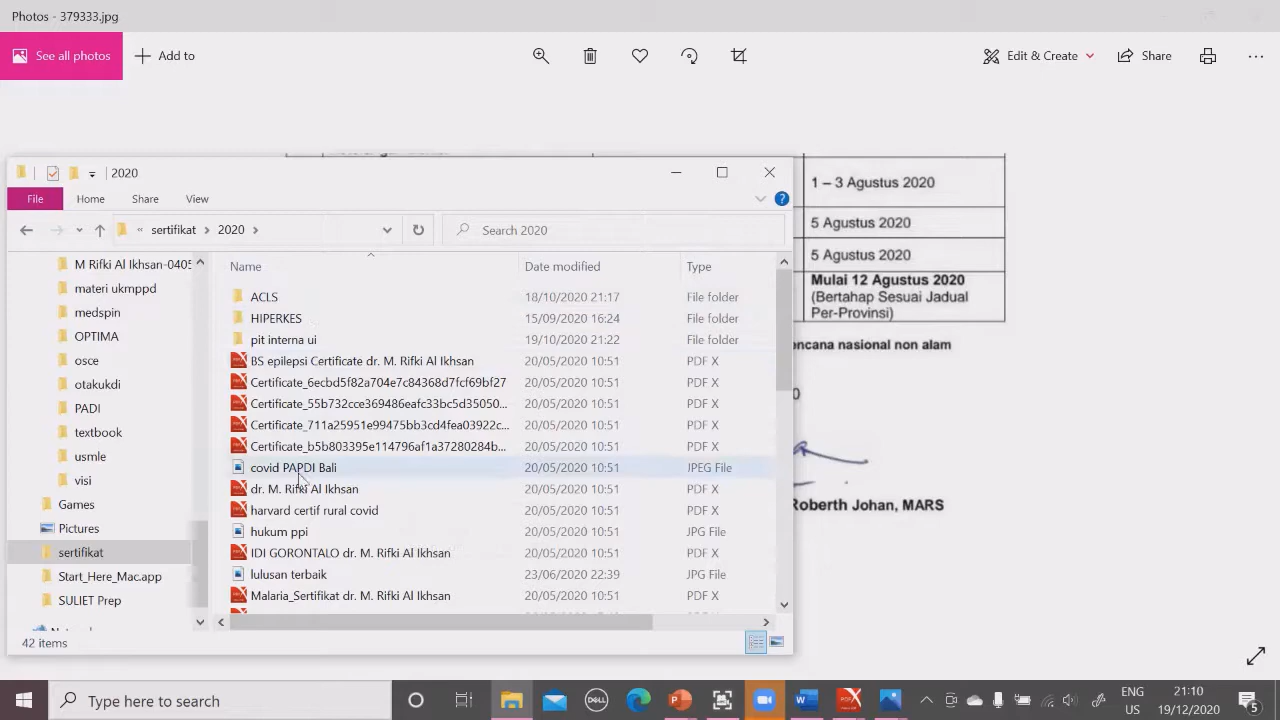 Photos - 379333.jpg
See all photos
Add to
Edit & Create
Share
2020
File
Home
Share
View
sertifikat
2020
Search 2020
M Rifki Al Ikhsan-0405
materi ukmppd
medspin
OPTIMA
osce
otakukdi
PADI
textbook
usmle
visi
Games
Pictures
sertifikat
Start_Here_Mac.app
SULIET Prep
Name
Date modified
Type
ACLS 18/10/2020 21:17 File folder
HIPERKES 15/09/2020 16:24 File folder
pit interna ui 19/10/2020 21:22 File folder
BS epilepsi Certificate dr. M. Rifki Al Ikhsan 20/05/2020 10:51 PDF X
Certificate_6ecbd5f82a704e7c84368d7fcf69bf27 20/05/2020 10:51 PDF X
Certificate_55b732cce369486eafc33bc5d35050... 20/05/2020 10:51 PDF X
Certificate_711a25951e99475bb3cd4fea03922c... 20/05/2020 10:51 PDF X
Certificate_b5b803395e114796af1a37280284b... 20/05/2020 10:51 PDF X
covid PAPDI Bali 20/05/2020 10:51 JPEG File
dr. M. Rifki Al Ikhsan 20/05/2020 10:51 PDF X
harvard certif rural covid 20/05/2020 10:51 PDF X
hukum ppi 20/05/2020 10:51 JPG File
IDI GORONTALO dr. M. Rifki Al Ikhsan 20/05/2020 10:51 PDF X
lulusan terbaik 23/06/2020 22:39 JPG File
Malaria_Sertifikat dr. M. Rifki Al Ikhsan 20/05/2020 10:51 PDF X
42 items
1 – 3 Agustus 2020
5 Agustus 2020
5 Agustus 2020
Mulai 12 Agustus 2020
(Bertahap Sesuai Jadual
Per-Provinsi)
encana nasional non alam
0
Roberth Johan, MARS
Type here to search
DELL
ENG
US
21:10
19/12/2020
5